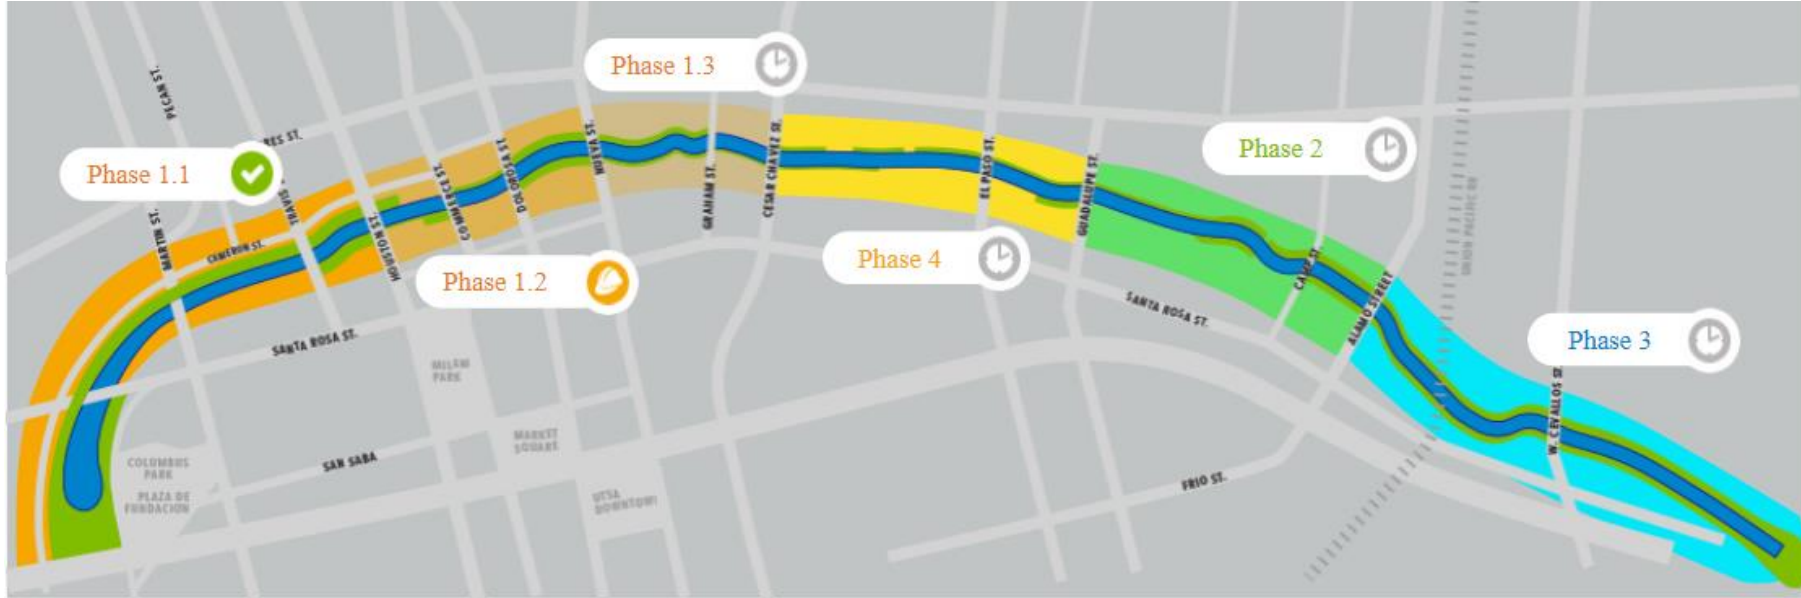 Phase 1.3
PECAN ST.
RES ST.
Phase 2
Phase 1.1
TRAVIS
MARTIN ST.
CAMERON ST.
HOUSTON ST.
COMMERCE ST.
DOLOROSA ST.
NUEVA ST.
GRAHAM ST.
CESAR CHAVEZ ST.
EL PASO ST.
GUADALUPE ST.
UNION PACIFIC RR
Phase 4
Phase 1.2
CAMP ST.
ALAMO STREET
SANTA ROSA ST.
SANTA ROSA ST.
Phase 3
MILAM
PARK
W. CEVALLOS ST.
MARKET
SQUARE
SAN SABA
COLUMBUS
PARK
PLAZA DE
FUNDACION
UTSA
DOWNTOWN
FRIO ST.